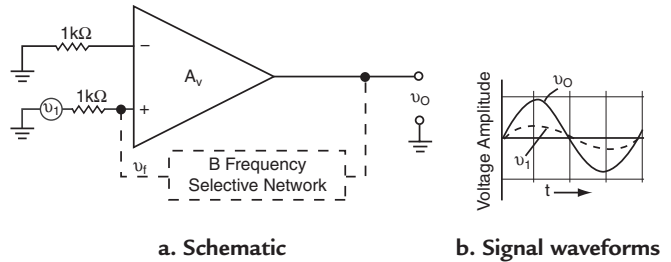 1kΩ
−
A_v
υ_1
1kΩ
+
υ_O
υ_f
B Frequency
Selective Network
a. Schematic
Voltage Amplitude
υ_O
υ_1
t
b. Signal waveforms